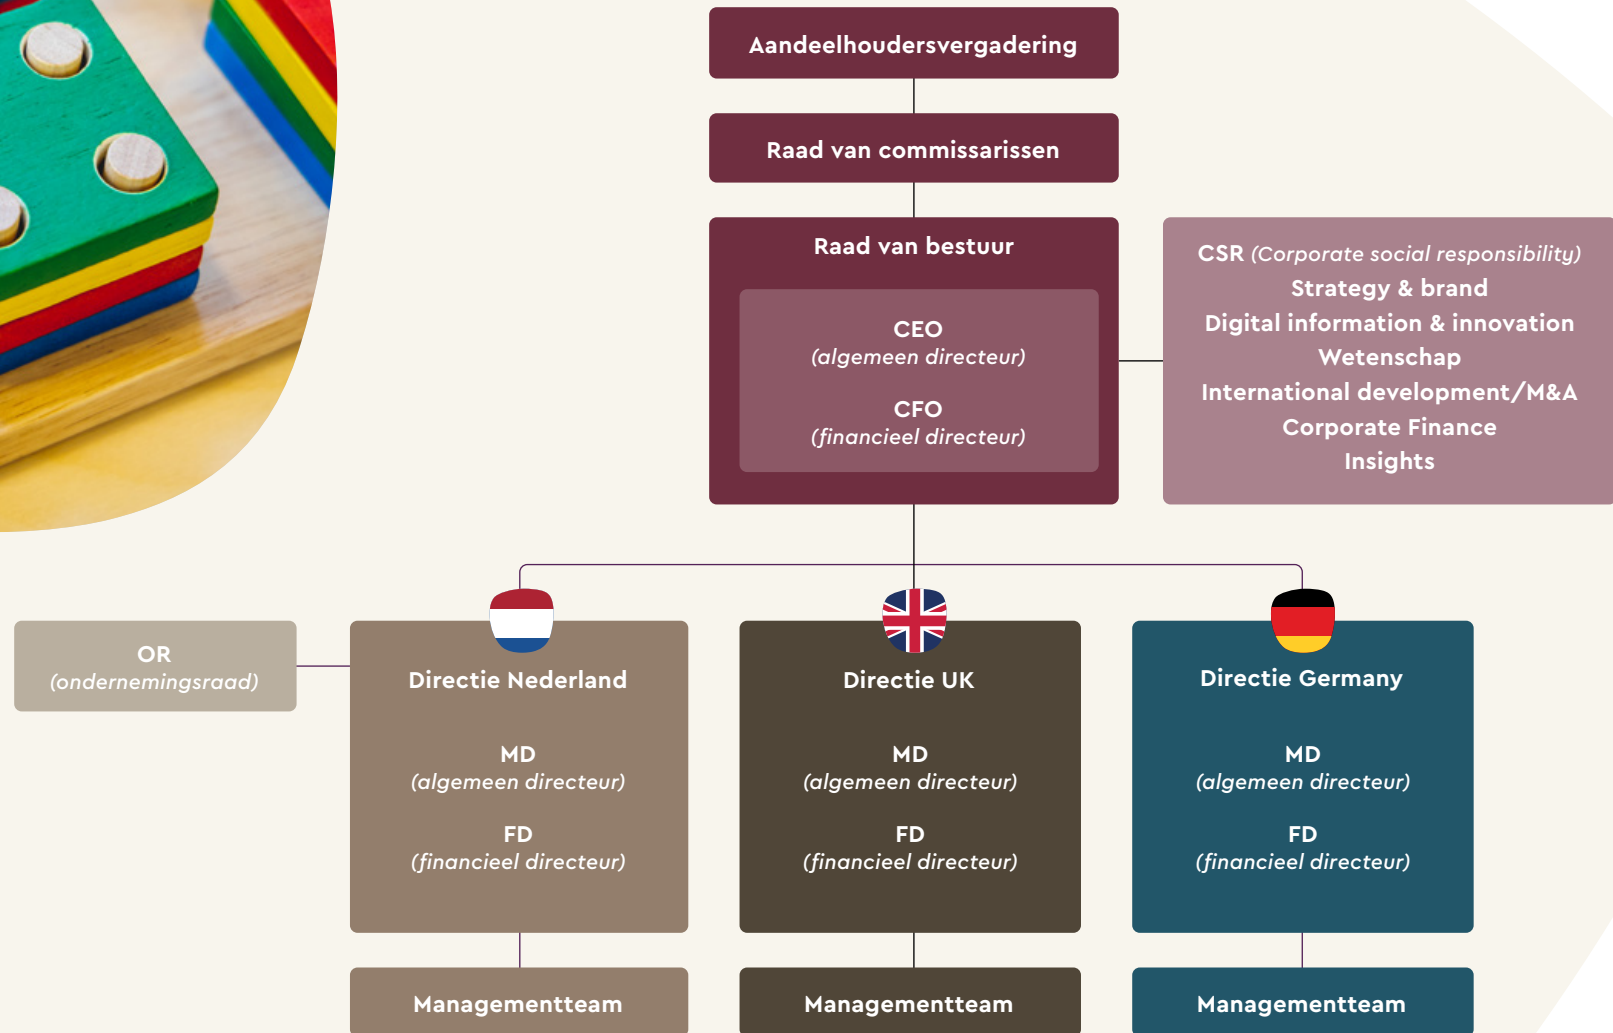 Aandeelhoudersvergadering
Raad van commissarissen
Raad van bestuur
CEO
(algemeen directeur)
CFO
(financieel directeur)
CSR (Corporate social responsibility)
Strategy & brand
Digital information & innovation
Wetenschap
International development/M&A
Corporate Finance
Insights
OR
(ondernemingsraad)
Directie Nederland
MD
(algemeen directeur)
FD
(financieel directeur)
Managementteam
Directie UK
MD
(algemeen directeur)
FD
(financieel directeur)
Managementteam
Directie Germany
MD
(algemeen directeur)
FD
(financieel directeur)
Managementteam